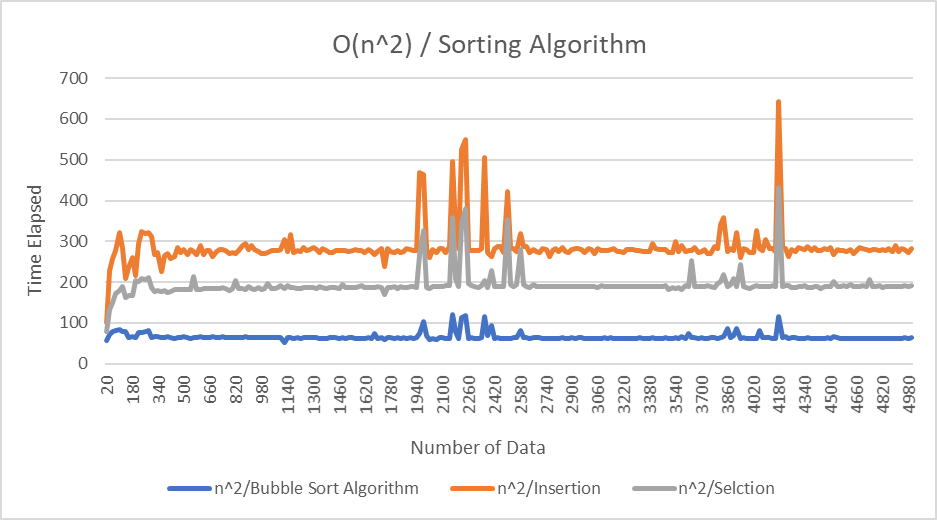 O(n^2) / Sorting Algorithm
700
600
500
400
300
200
100
0
Time Elapsed
20 180 340 500 660 820 980 1140 1300 1460 1620 1780 1940 2100 2260 2420 2580 2740 2900 3060 3220 3380 3540 3700 3860 4020 4180 4340 4500 4660 4820 4980
Number of Data
n^2/Bubble Sort Algorithm n^2/Insertion n^2/Selction